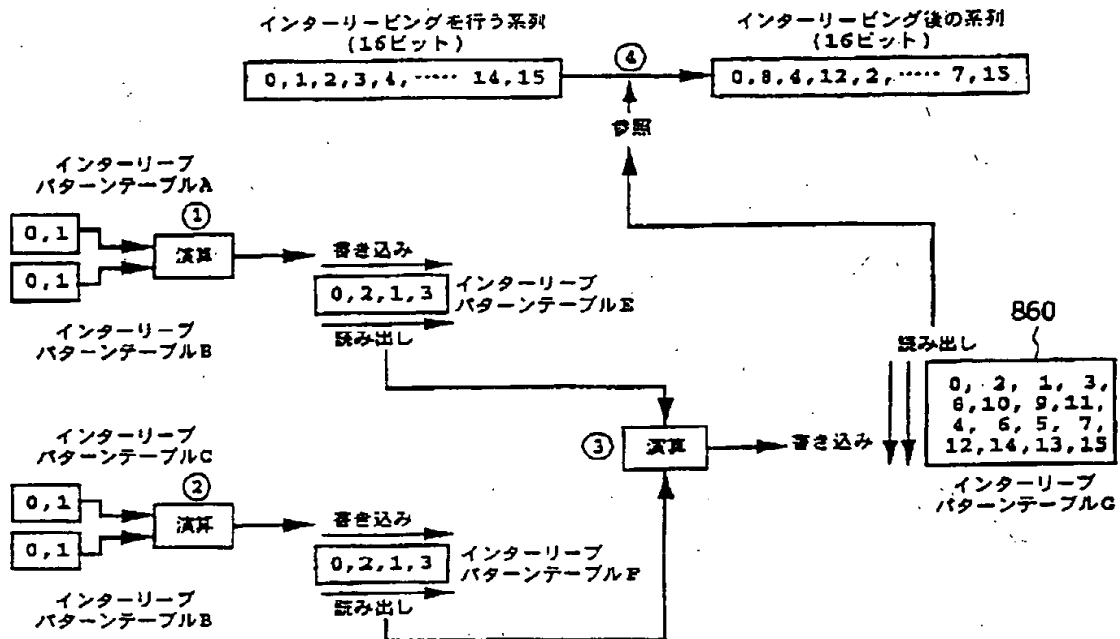 インターリービングを行う系列
(16ビット)
0,1,2,3,4,‥‥‥ 14,15
④
インターリービング後の系列
(16ビット)
0,8,4,12,2,‥‥‥ 7,15
参照
インターリーブ
パターンテーブルA
0,1
0,1
①
演算
インターリーブ
パターンテーブルB
書き込み
0,2,1,3
読み出し
インターリーブ
パターンテーブルE
インターリーブ
パターンテーブルC
0,1
0,1
②
演算
インターリーブ
パターンテーブルB
書き込み
0,2,1,3
読み出し
インターリーブ
パターンテーブルF
③
演算
書き込み
読み出し
860
0, 2, 1, 3,
8,10, 9,11,
4, 6, 5, 7,
12,14,13,15
インターリーブ
パターンテーブルG